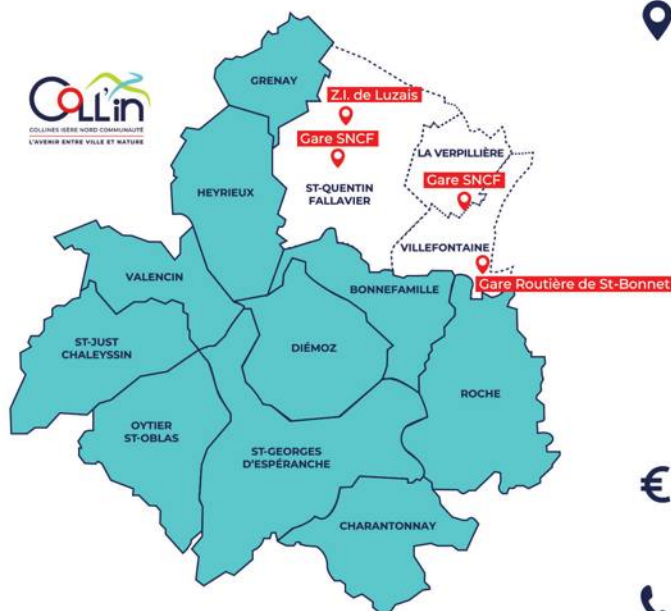 GRENAY
Z.I. de Luzais
COLL'in
COLLINES ISÈRE NORD COMMUNAUTÉ
L'AVENIR ENTRE VILLE ET NATURE
Gare SNCF
LA VERPILLIÈRE
Gare SNCF
HEYRIEUX
ST-QUENTIN
FALLAVIER
VILLEFONTAINE
VALENCIN
BONNEFAMILLE
Gare Routière de St-Bonnet
ST-JUST
CHALEYSSIN
DIÉMOZ
ROCHE
OYTIER
ST-OBLAS
ST-GEORGES
D'ESPÉRANCHE
CHARANTONNAY
€